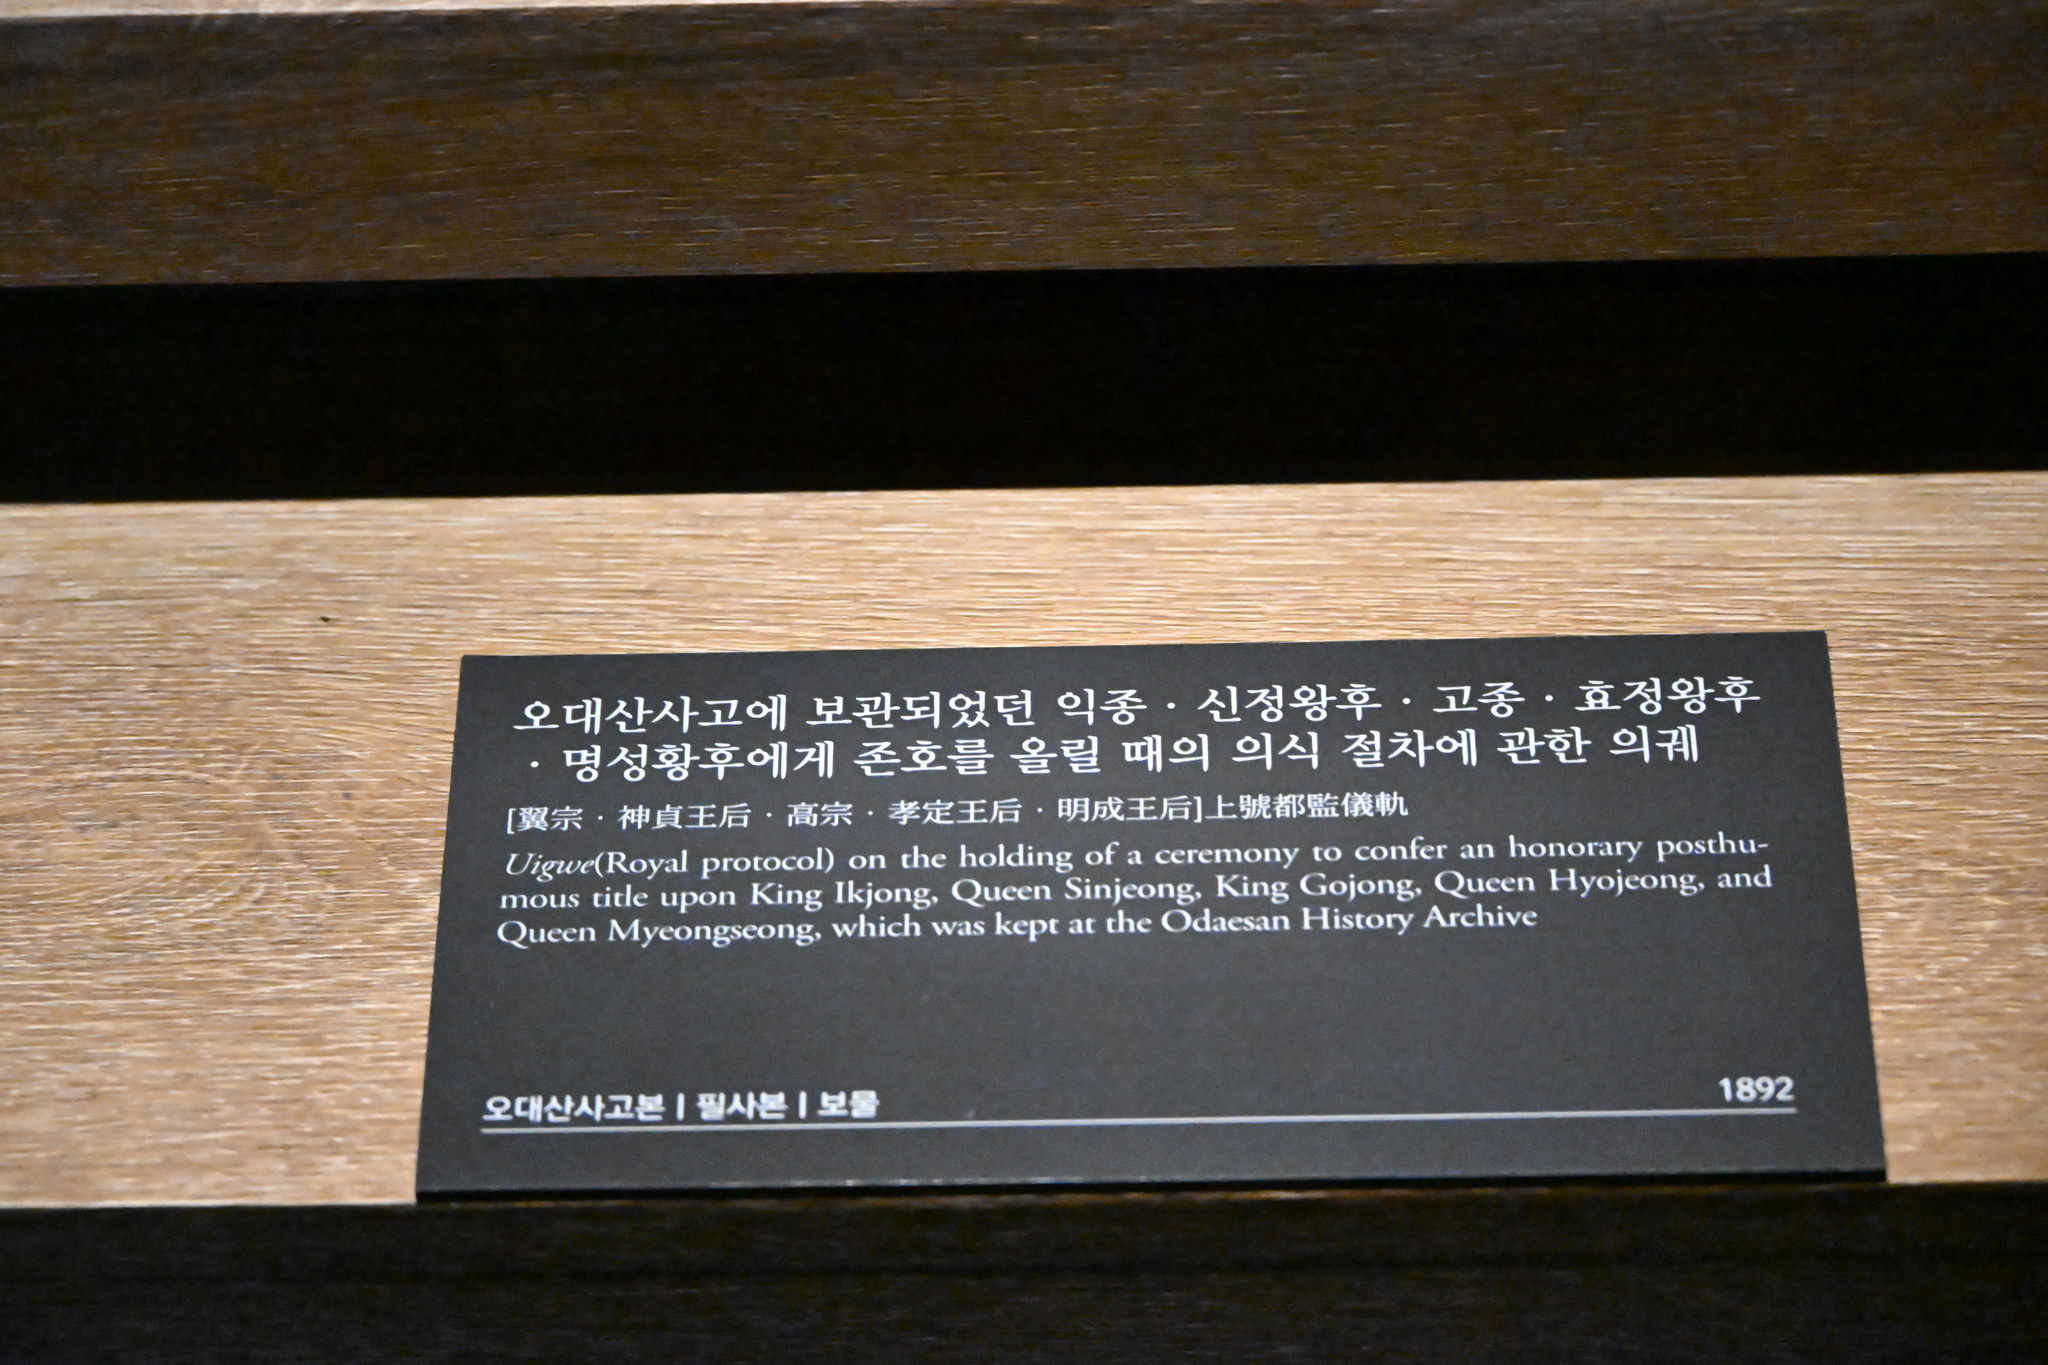 오대산사고에 보관되었던 익종 · 신정왕후 · 고종 · 효정왕후
· 명성황후에게 존호를 올릴 때의 의식 절차에 관한 의궤
[翼宗 · 神貞王后 · 高宗 · 孝定王后 · 明成王后]上號都監儀軌
Uigwe(Royal protocol) on the holding of a ceremony to confer an honorary posthu-
mous title upon King Ikjong, Queen Sinjeong, King Gojong, Queen Hyojeong, and
Queen Myeongseong, which was kept at the Odaesan History Archive
오대산사고본 | 필사본 | 보물
1892